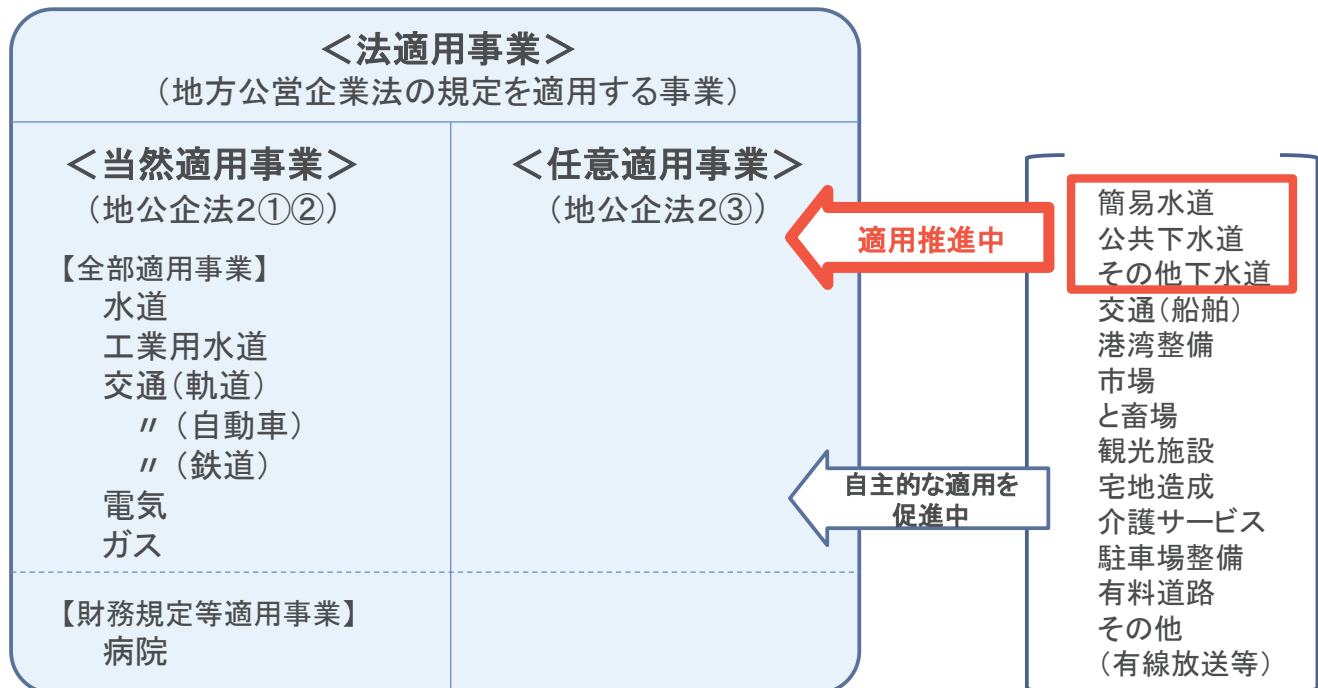 ＜法適用事業＞
（地方公営企業法の規定を適用する事業）
＜当然適用事業＞
（地公企法2①②）
【全部適用事業】
水道
工業用水道
交通（軌道）
〃（自動車）
〃（鉄道）
電気
ガス
【財務規定等適用事業】
病院
＜任意適用事業＞
（地公企法2③）
適用推進中
自主的な適用を
促進中
簡易水道
公共下水道
その他下水道
交通（船舶）
港湾整備
市場
と畜場
観光施設
宅地造成
介護サービス
駐車場整備
有料道路
その他
（有線放送等）